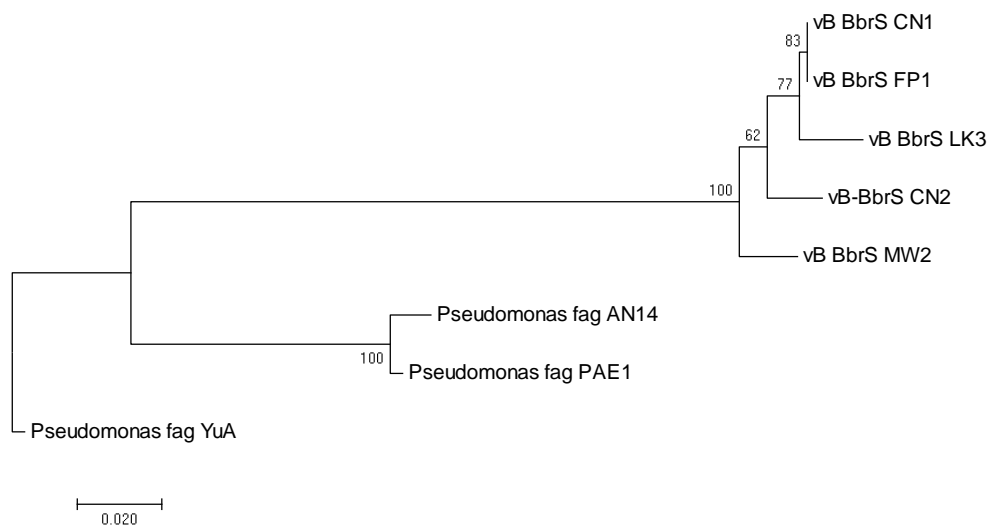 vB BbrS CN1
83
vB BbrS FP1
77
vB BbrS LK3
62
vB-BbrS CN2
100
vB BbrS MW2
Pseudomonas fag AN14
100
Pseudomonas fag PAE1
Pseudomonas fag YuA
0.020